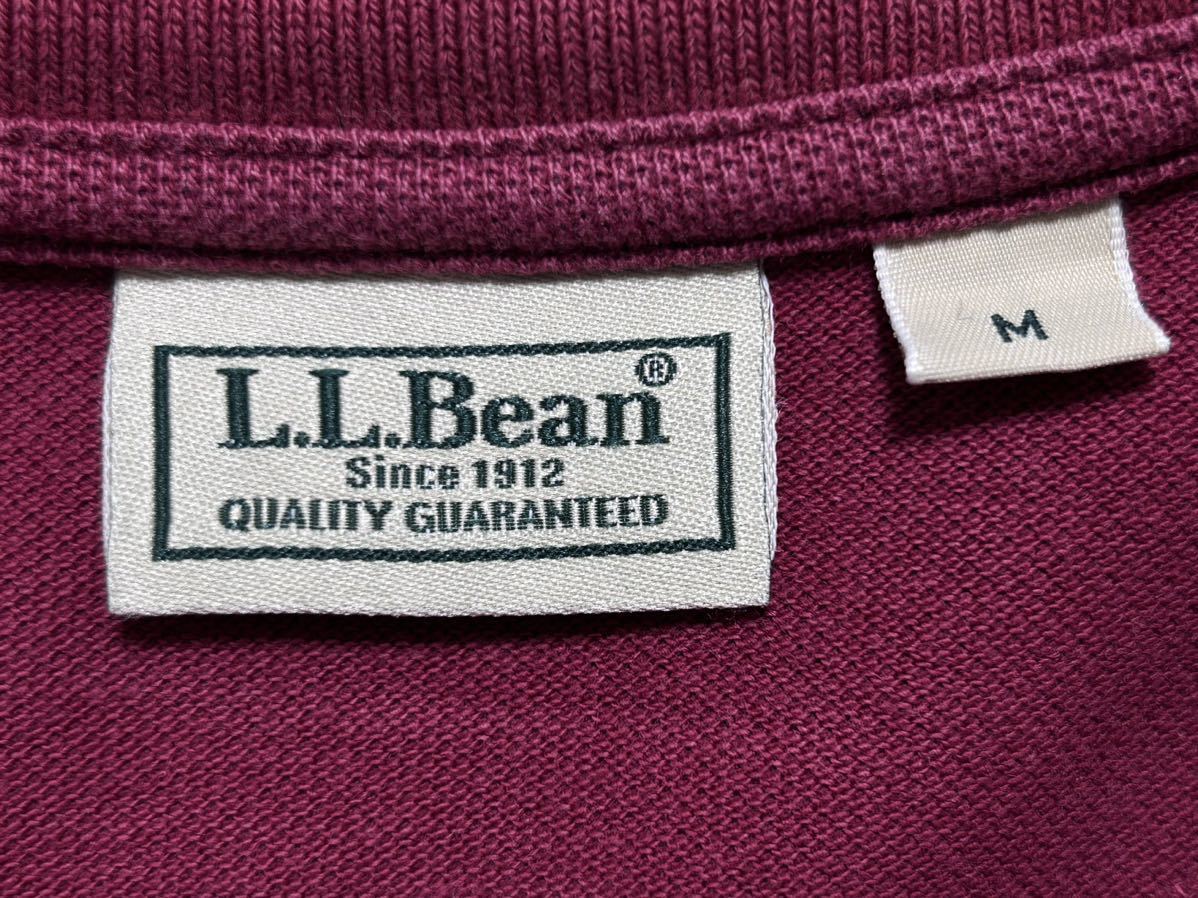 L.L.Bean®
Since 1912
QUALITY GUARANTEED
M